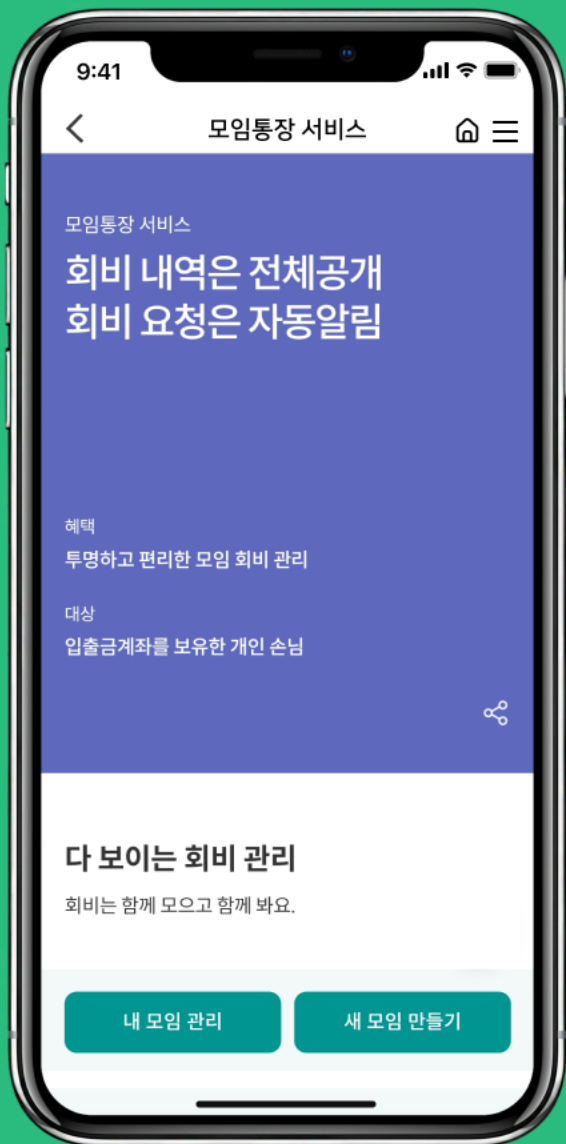 9:41
모임통장 서비스
모임통장 서비스
회비 내역은 전체공개
회비 요청은 자동알림
혜택
투명하고 편리한 모임 회비 관리
대상
입출금계좌를 보유한 개인 손님
다 보이는 회비 관리
회비는 함께 모으고 함께 봐요.
내 모임 관리
새 모임 만들기